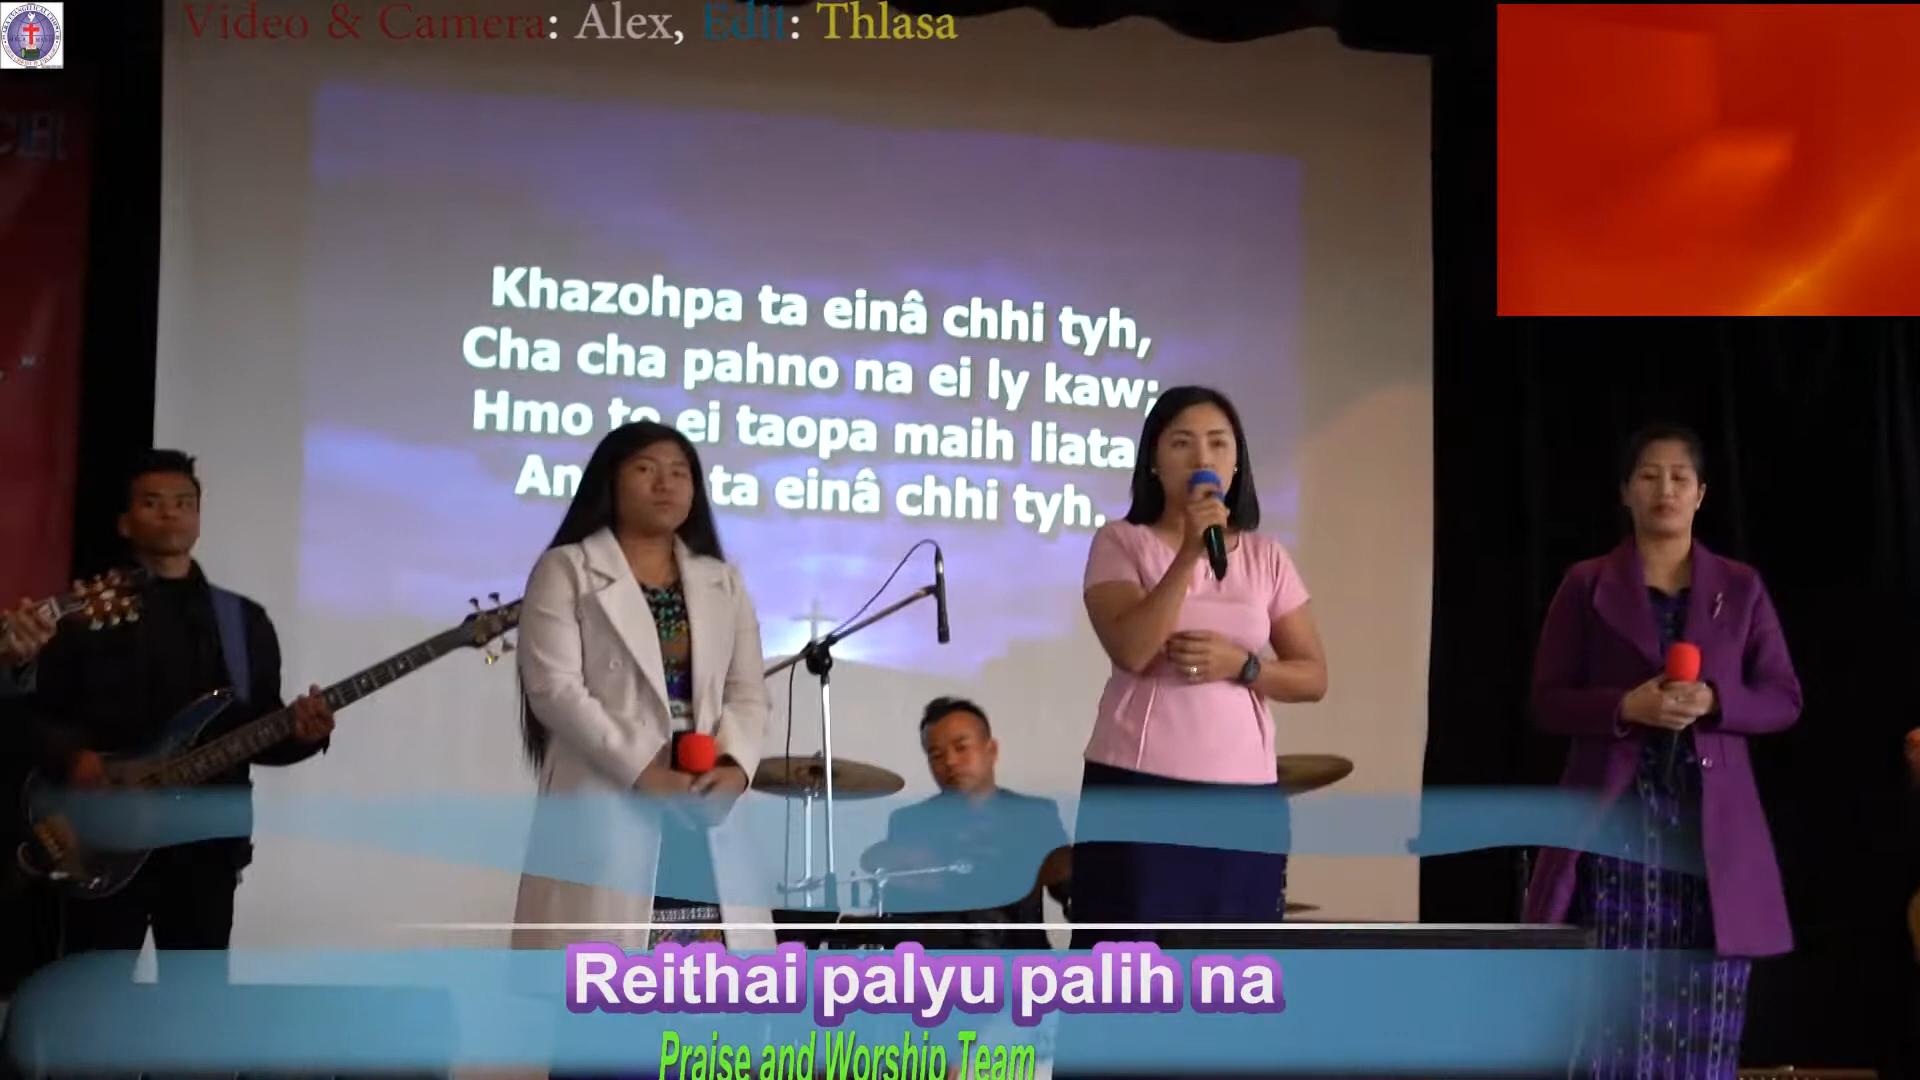 Video & Camera: Alex, Edit: Thlasa
Khazohpa ta einâ chhi tyh,
Cha cha pahno na ei ly kaw;
Hmo to ei taopa maih liata
ta einâ chhi tyh.
Reithai palyu palih na
Praise and Worship Team